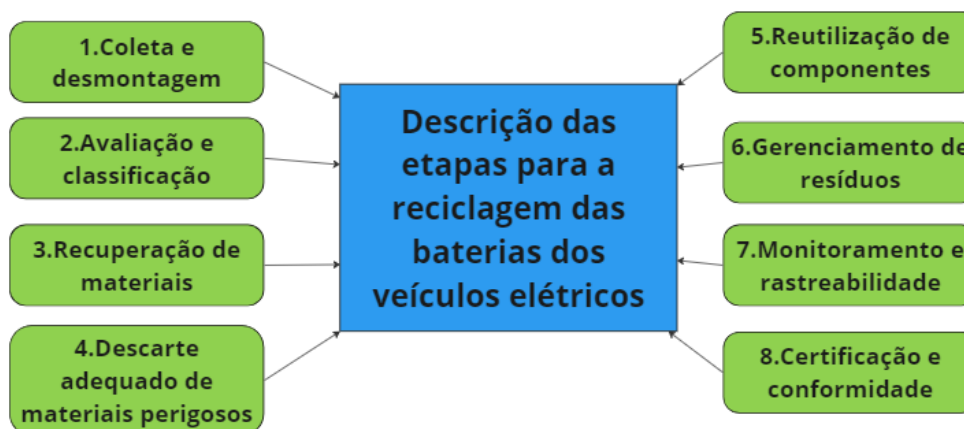 1.Coleta e
desmontagem
2.Avaliação e
classificação
3.Recuperação de
materiais
4.Descarte
adequado de
materiais perigosos
Descrição das
etapas para a
reciclagem das
baterias dos
veículos elétricos
5.Reutilização de
componentes
6.Gerenciamento de
resíduos
7.Monitoramento e
rastreabilidade
8.Certificação e
conformidade